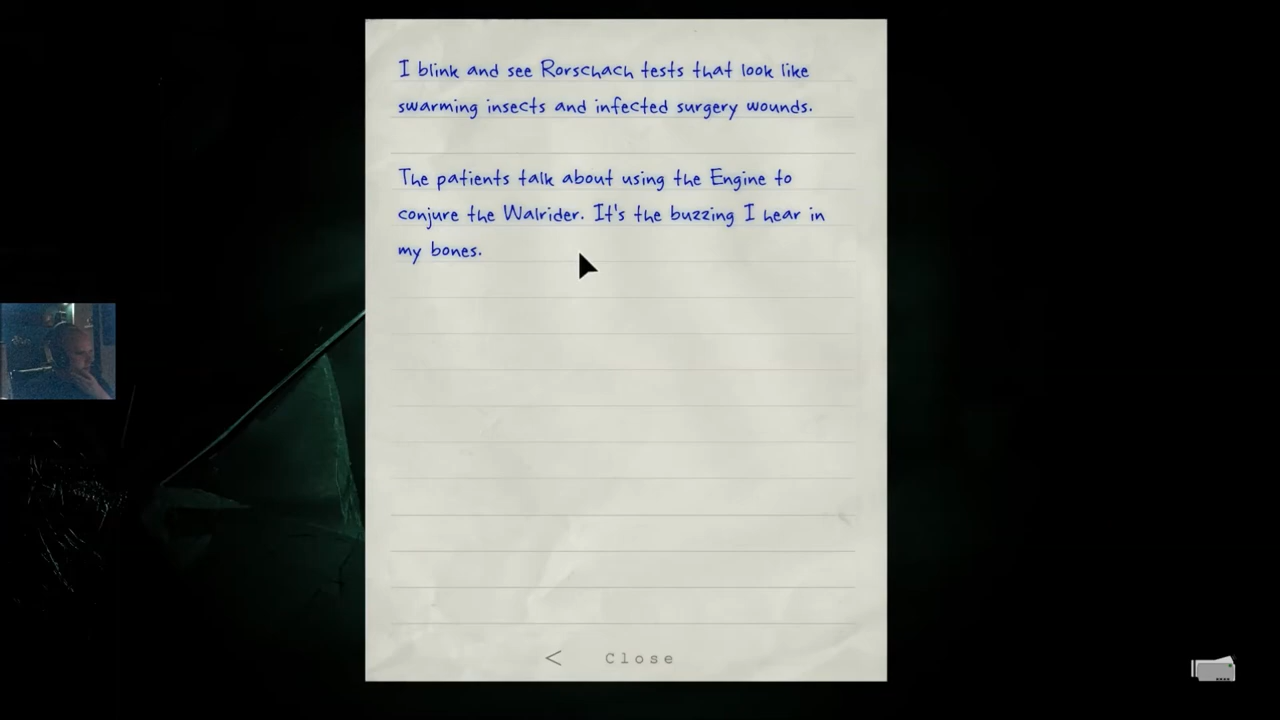 I blink and see Rorschach tests that look like
swarming insects and infected surgery wounds.
The patients talk about using the Engine to
conjure the Walrider. It's the buzzing I hear in
my bones.
< Close